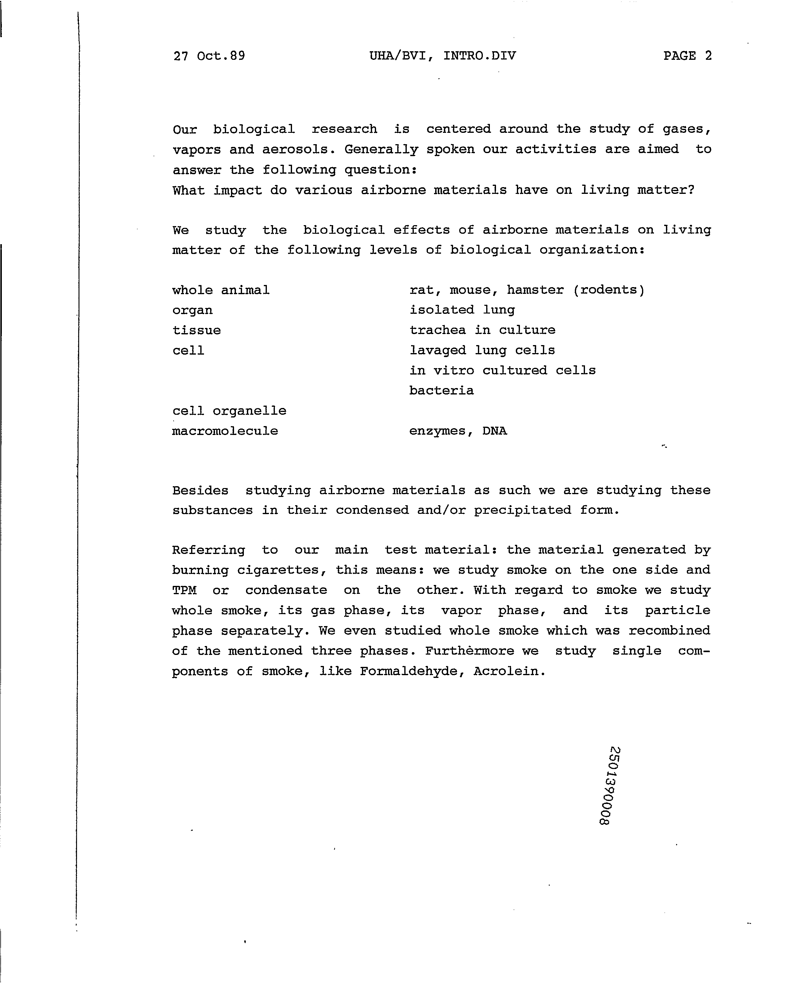 27 Oct.89 UHA/BVI, INTRO.DIV PAGE 2
Our biological research is centered around the study of gases,
vapors and aerosols. Generally spoken our activities are aimed to
answer the following question:
What impact do various airborne materials have on living matter?
We study the biological effects of airborne materials on living
matter of the following levels of biological organization:
whole animal rat, mouse, hamster (rodents)
organ isolated lung
tissue trachea in culture
cell lavaged lung cells
in vitro cultured cells
bacteria
cell organelle
macromolecule enzymes, DNA
Besides studying airborne materials as such we are studying these
substances in their condensed and/or precipitated form.
Referring to our main test material: the material generated by
burning cigarettes, this means: we study smoke on the one side and
TPM or condensate on the other. With regard to smoke we study
whole smoke, its gas phase, its vapor phase, and its particle
phase separately. We even studied whole smoke which was recombined
of the mentioned three phases. Furthermore we study single com-
ponents of smoke, like Formaldehyde, Acrolein.
2501390008